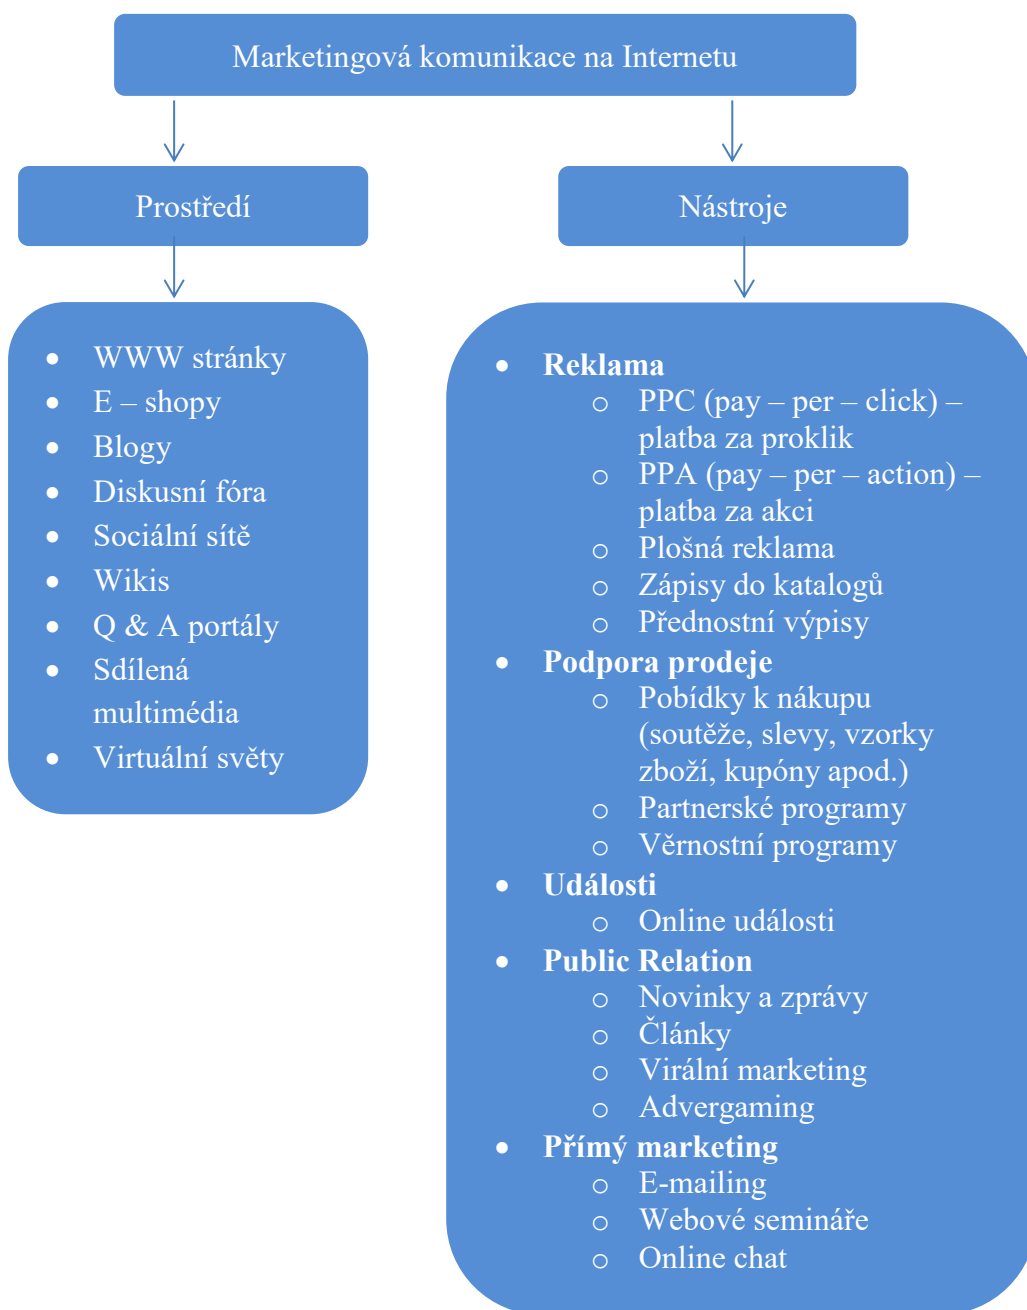 Marketingová komunikace na Internetu
Prostředí
Nástroje
• WWW stránky
• E – shopy
• Blogy
• Diskusní fóra
• Sociální sítě
• Wikis
• Q & A portály
• Sdílená
multimédia
• Virtuální světy
• Reklama
o PPC (pay – per – click) –
platba za proklik
o PPA (pay – per – action) –
platba za akci
o Plošná reklama
o Zápisy do katalogů
o Přednostní výpisy
• Podpora prodeje
o Pobídky k nákupu
(soutěže, slevy, vzorky
zboží, kupóny apod.)
o Partnerské programy
o Věrnostní programy
• Události
o Online události
• Public Relation
o Novinky a zprávy
o Články
o Virální marketing
o Advergaming
• Přímý marketing
o E-mailing
o Webové semináře
o Online chat